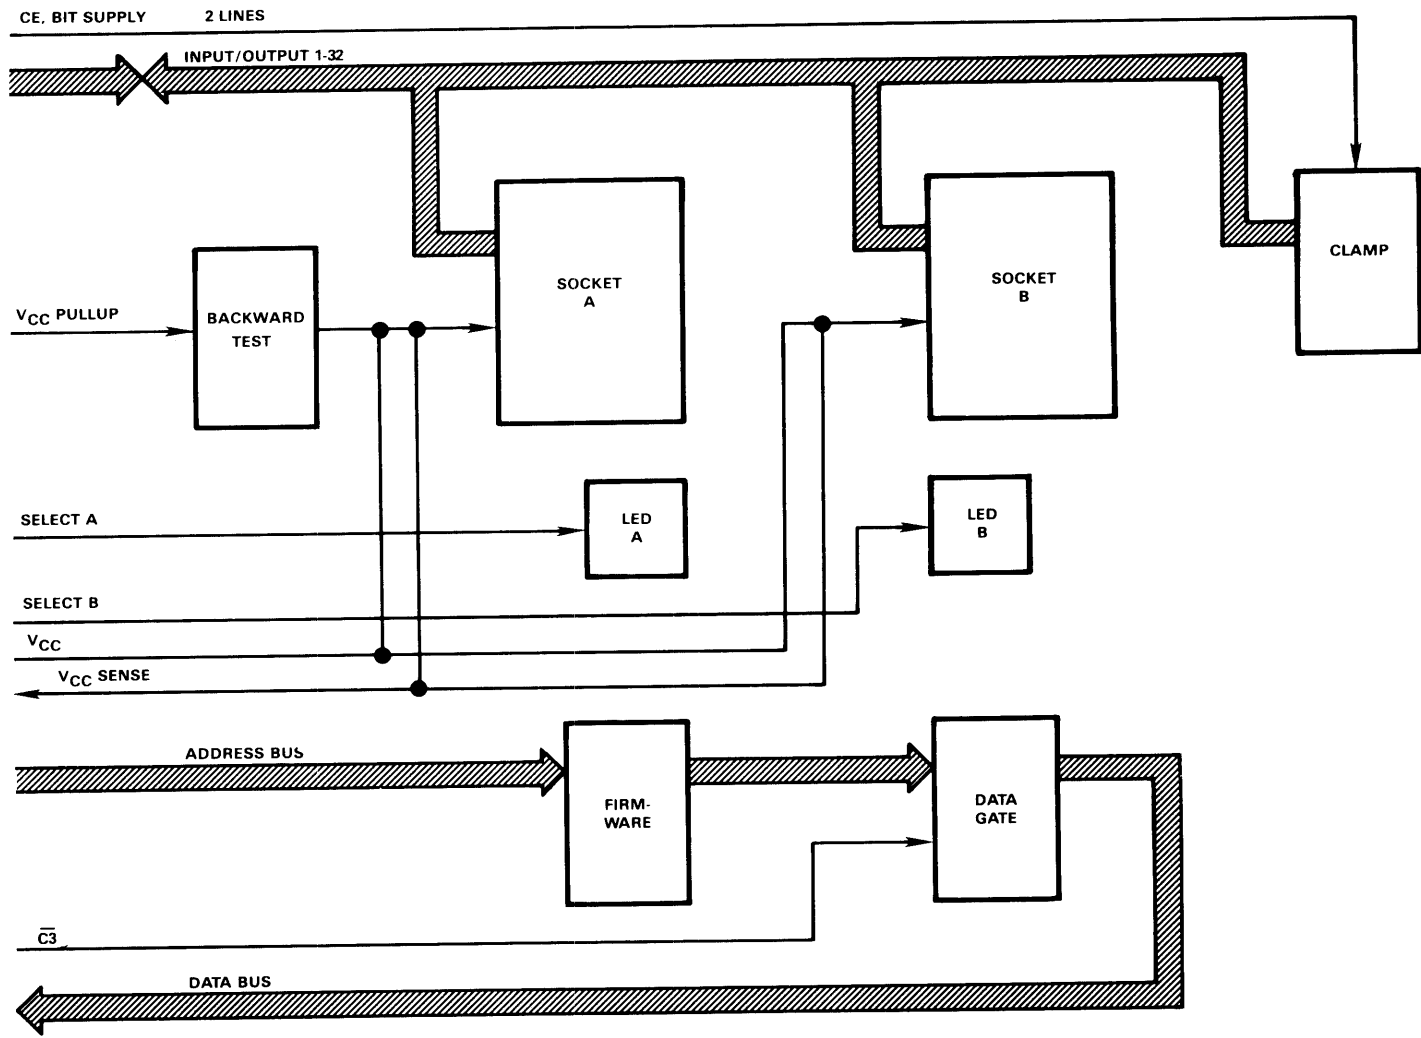 CE, BIT SUPPLY 2 LINES
INPUT/OUTPUT 1-32
SOCKET
A
SOCKET
B
CLAMP
VCC PULLUP
BACKWARD
TEST
SELECT A
LED
A
LED
B
SELECT B
VCC
VCC SENSE
ADDRESS BUS
FIRM-
WARE
DATA
GATE
C̅3̅
DATA BUS